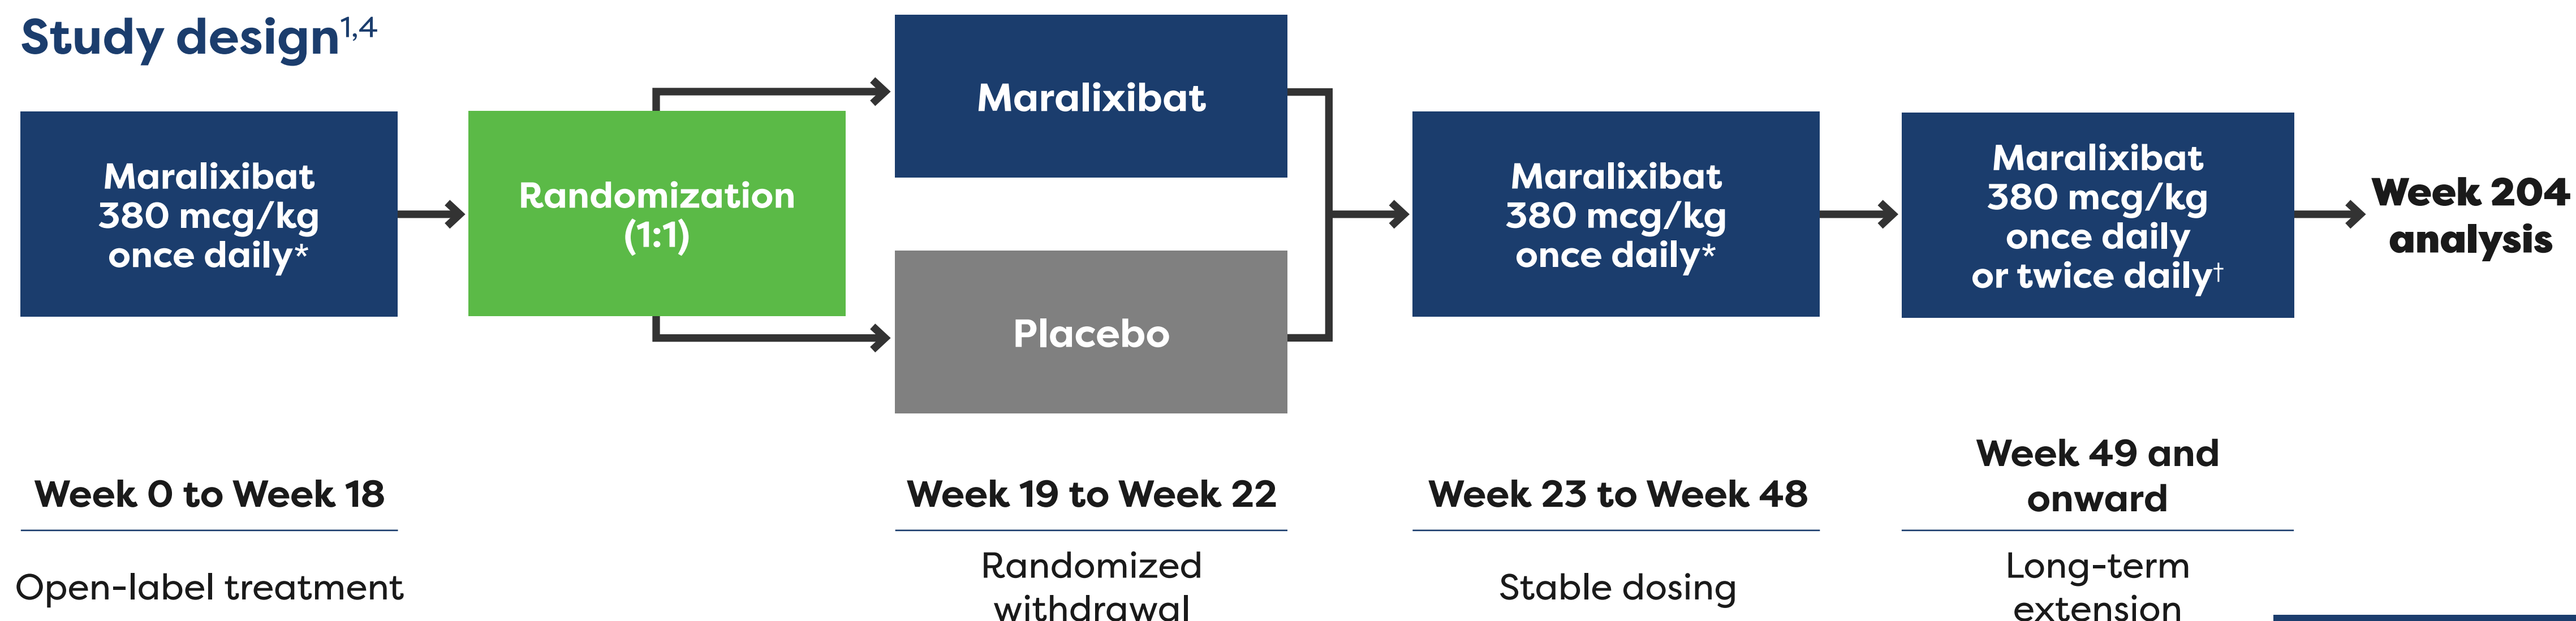 Study design1,4
Maralixibat
380 mcg/kg
once daily*
Randomization
(1:1)
Maralixibat
Placebo
Maralixibat
380 mcg/kg
once daily*
Maralixibat
380 mcg/kg
once daily
or twice daily†
Week 204
analysis
Week 0 to Week 18
Open-label treatment
Week 19 to Week 22
Randomized
withdrawal
Week 23 to Week 48
Stable dosing
Week 49 and
onward
Long-term
extension